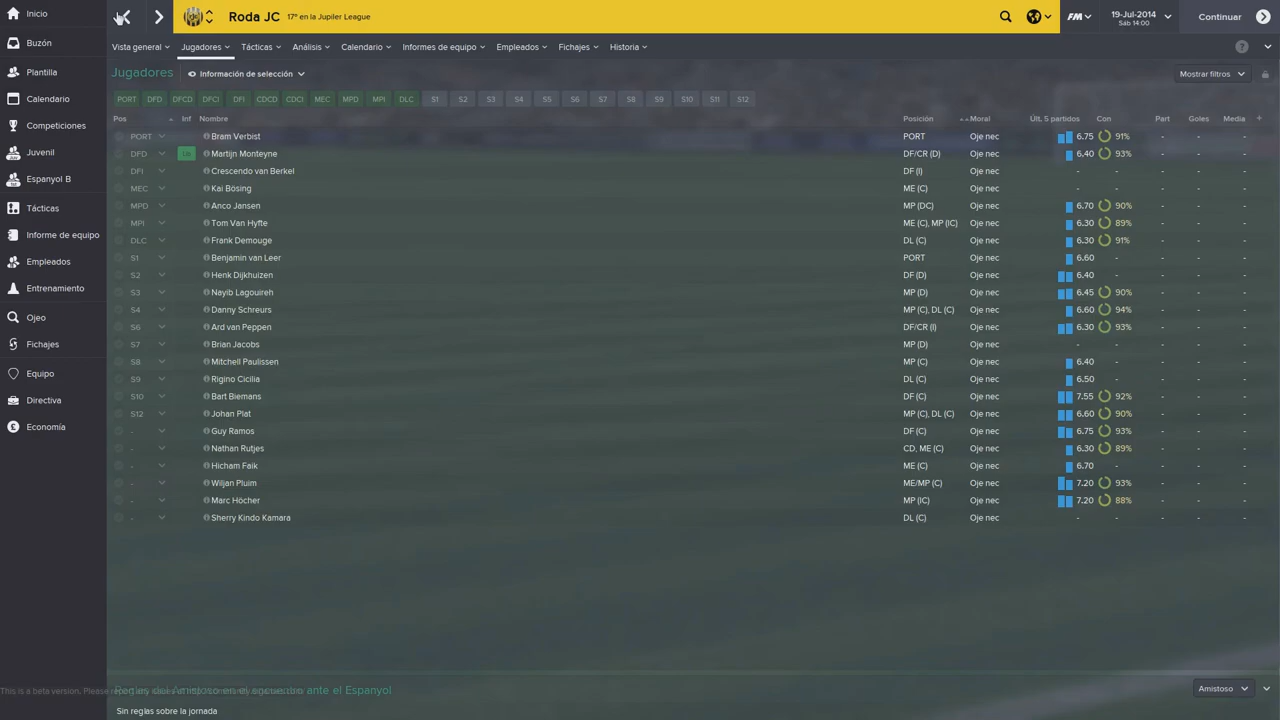 Inicio
Buzón
Plantilla
Calendario
Competiciones
Juvenil
Espanyol B
Tácticas
Informe de equipo
Empleados
Entrenamiento
Ojeo
Fichajes
Equipo
Directiva
Economía
Roda JC 17º en la Jupiler League
FM 19-Jul-2014 Sáb 14:00 Continuar
Vista general Jugadores Tácticas Análisis Calendario Informes de equipo Empleados Fichajes Historia
Jugadores Información de selección Mostrar filtros
PORT DFD DFCD DFCI DFI CDCD CDCI MEC MPD MPI DLC S1 S2 S3 S4 S5 S6 S7 S8 S9 S10 S11 S12
Pos Inf Nombre Posición Moral Últ. 5 partidos Con Part Goles Media +
PORT Bram Verbist PORT Oje nec 6.75 91% - - -
DFD Martijn Monteyne DF/CR (D) Oje nec 6.40 93% - - -
DFI Crescendo van Berkel DF (I) Oje nec - - - - -
MEC Kai Bösing ME (C) Oje nec - - - - -
MPD Anco Jansen MP (DC) Oje nec 6.70 90% - - -
MPI Tom Van Hyfte ME (C), MP (IC) Oje nec 6.30 89% - - -
DLC Frank Demouge DL (C) Oje nec 6.30 91% - - -
S1 Benjamin van Leer PORT Oje nec 6.60 - - - -
S2 Henk Dijkhuizen DF (D) Oje nec 6.40 - - - -
S3 Nayib Lagouireh MP (D) Oje nec 6.45 90% - - -
S4 Danny Schreurs MP (C), DL (C) Oje nec 6.60 94% - - -
S6 Ard van Peppen DF/CR (I) Oje nec 6.30 93% - - -
S7 Brian Jacobs MP (D) Oje nec - - - - -
S8 Mitchell Paulissen MP (C) Oje nec 6.40 - - - -
S9 Rigino Cicilia DL (C) Oje nec 6.50 - - - -
S10 Bart Biemans DF (C) Oje nec 7.55 92% - - -
S12 Johan Plat MP (C), DL (C) Oje nec 6.60 90% - - -
- Guy Ramos DF (C) Oje nec 6.75 93% - - -
- Nathan Rutjes CD, ME (C) Oje nec 6.30 89% - - -
- Hicham Faik ME (C) Oje nec 6.70 - - - -
- Wiljan Pluim ME/MP (C) Oje nec 7.20 93% - - -
- Marc Höcher MP (IC) Oje nec 7.20 88% - - -
- Sherry Kindo Kamara DL (C) Oje nec - - - - -
This is a beta version. Please
Reglas del Amistoso en el segundo ante el Espanyol
Amistoso
Sin reglas sobre la jornada